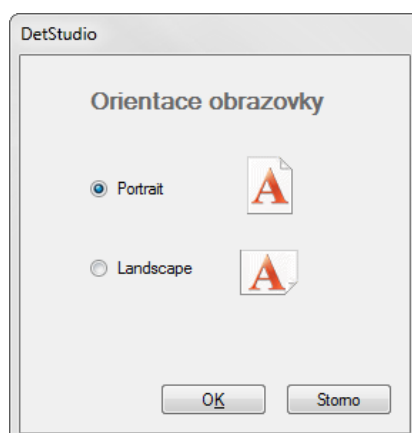 DetStudio
Orientace obrazovky
Portrait
A
Landscape
A
OK
Storno